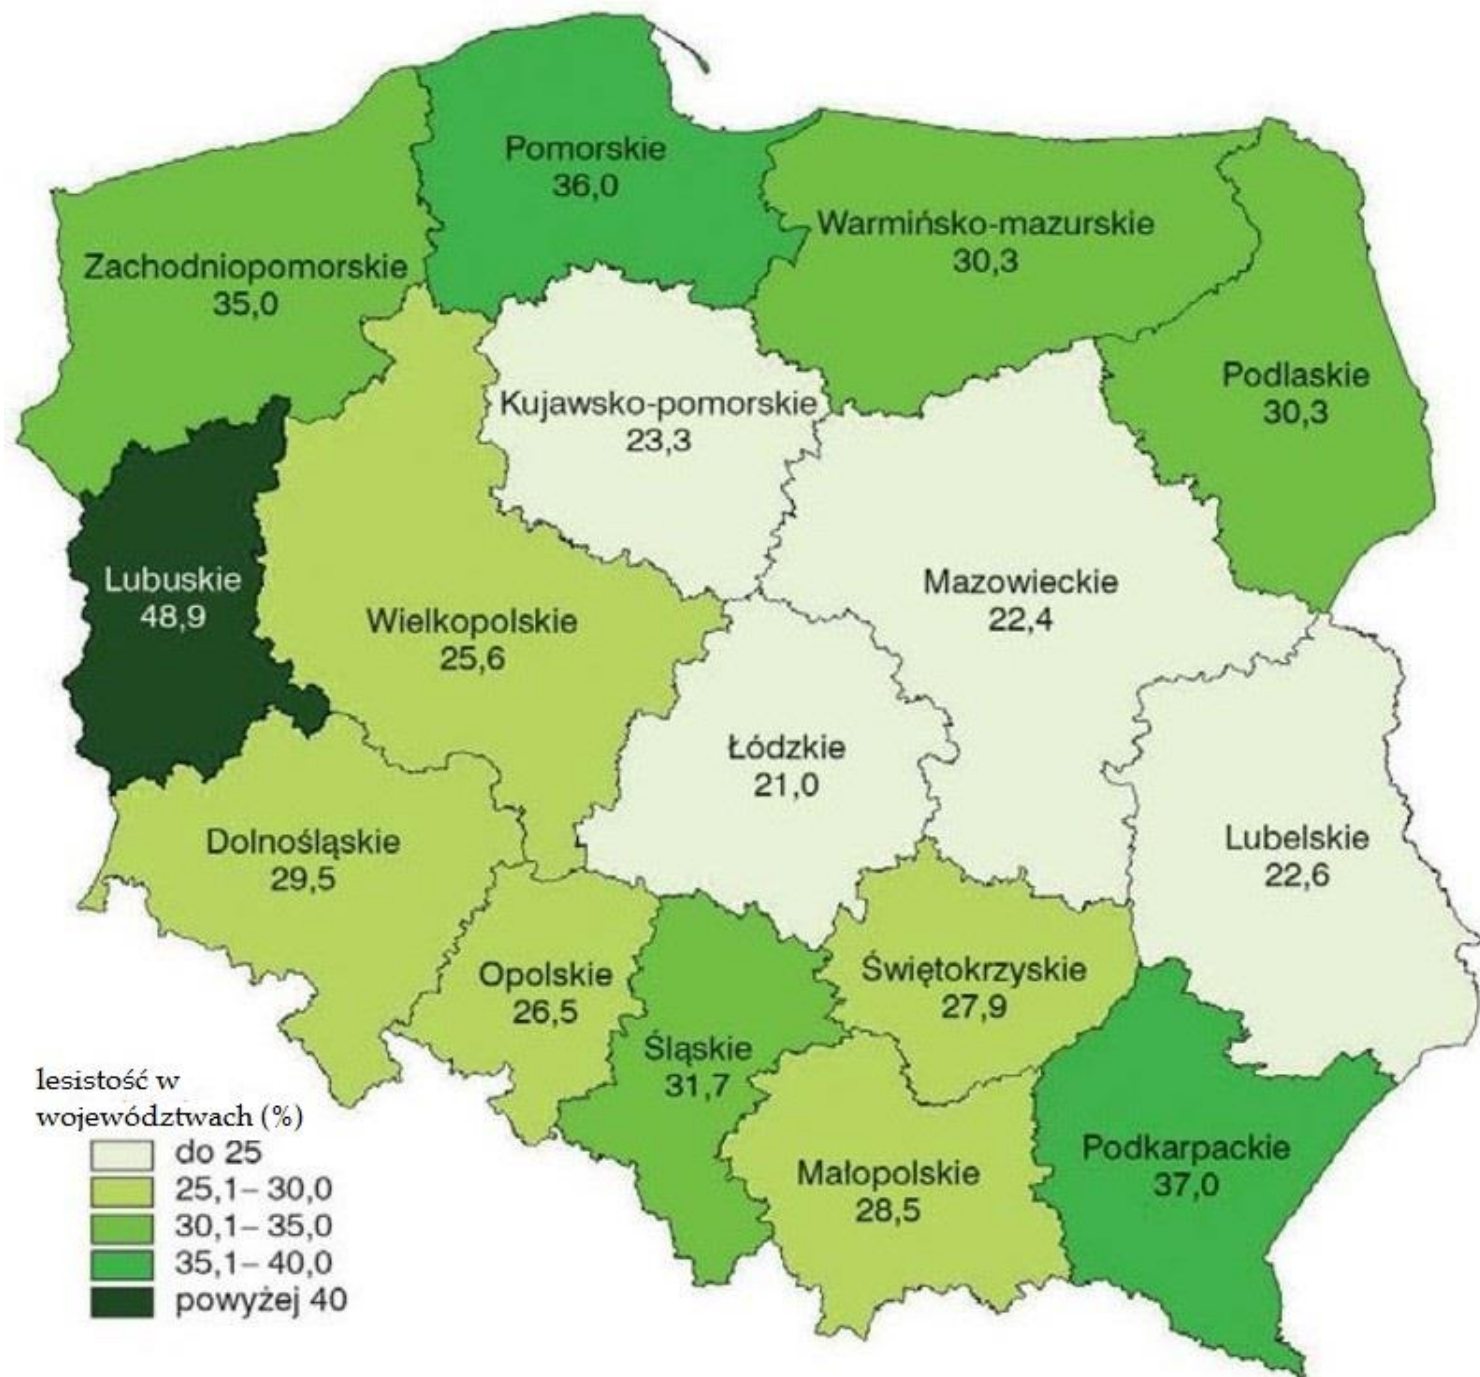 Pomorskie
36,0
Warmińsko-mazurskie
30,3
Zachodniopomorskie
35,0
Podlaskie
30,3
Kujawsko-pomorskie
23,3
Lubuskie
48,9
Mazowieckie
22,4
Wielkopolskie
25,6
Łódzkie
21,0
Lubelskie
22,6
Dolnośląskie
29,5
Opolskie
26,5
Świętokrzyskie
27,9
Śląskie
31,7
Podkarpackie
37,0
Małopolskie
28,5
lesistość w
województwach (%)
do 25
25,1– 30,0
30,1– 35,0
35,1– 40,0
powyżej 40